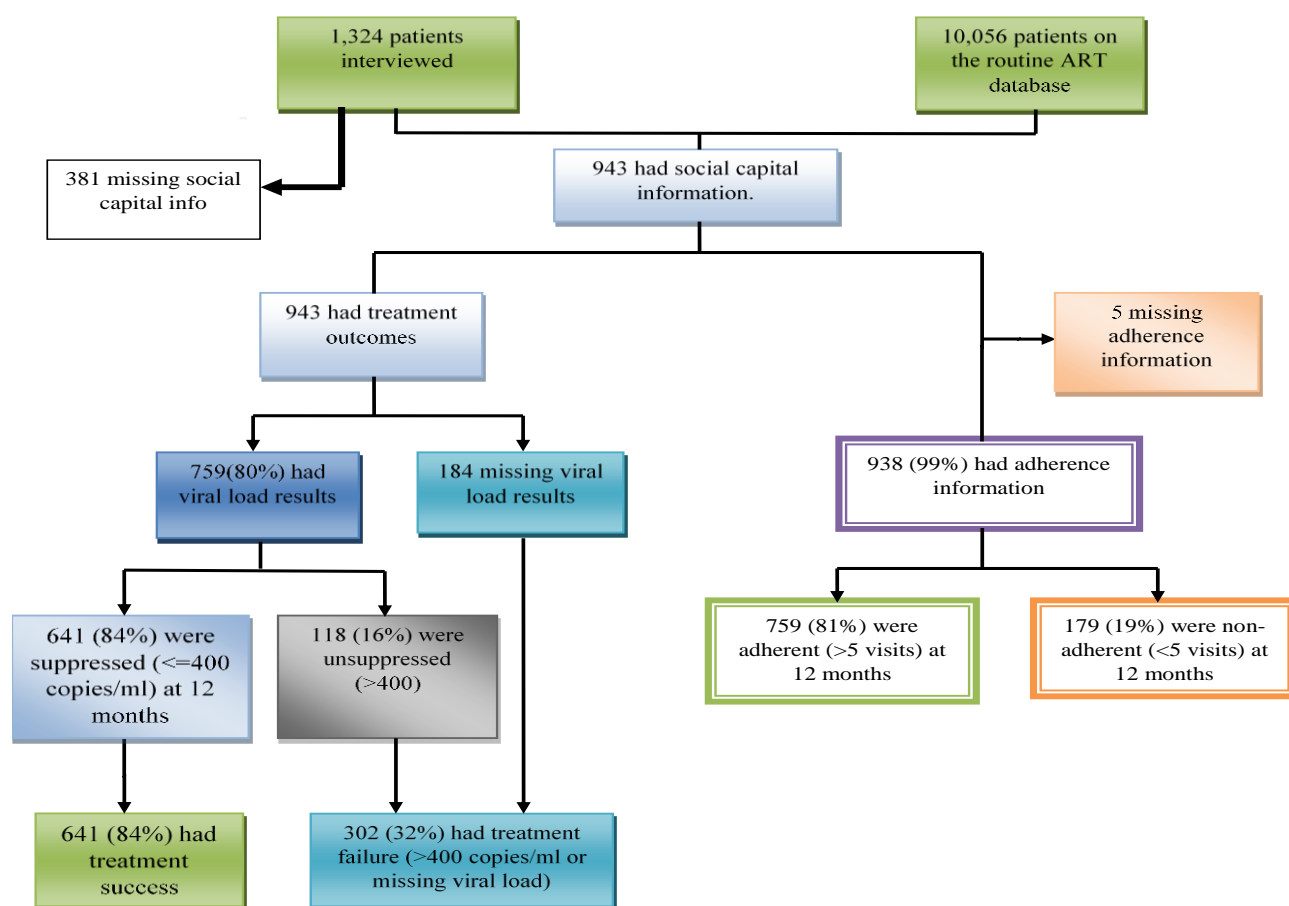 1,324 patients
interviewed
10,056 patients on
the routine ART
database
381 missing social
capital info
943 had social capital
information.
943 had treatment
outcomes
5 missing
adherence
information
759(80%) had
viral load results
184 missing viral
load results
938 (99%) had adherence
information
641 (84%) were
suppressed (<=400
copies/ml) at 12
months
118 (16%) were
unsuppressed
(>400)
759 (81%) were
adherent (>5 visits) at
12 months
179 (19%) were non-
adherent (<5 visits) at
12 months
641 (84%) had
treatment
success
302 (32%) had treatment
failure (>400 copies/ml or
missing viral load)